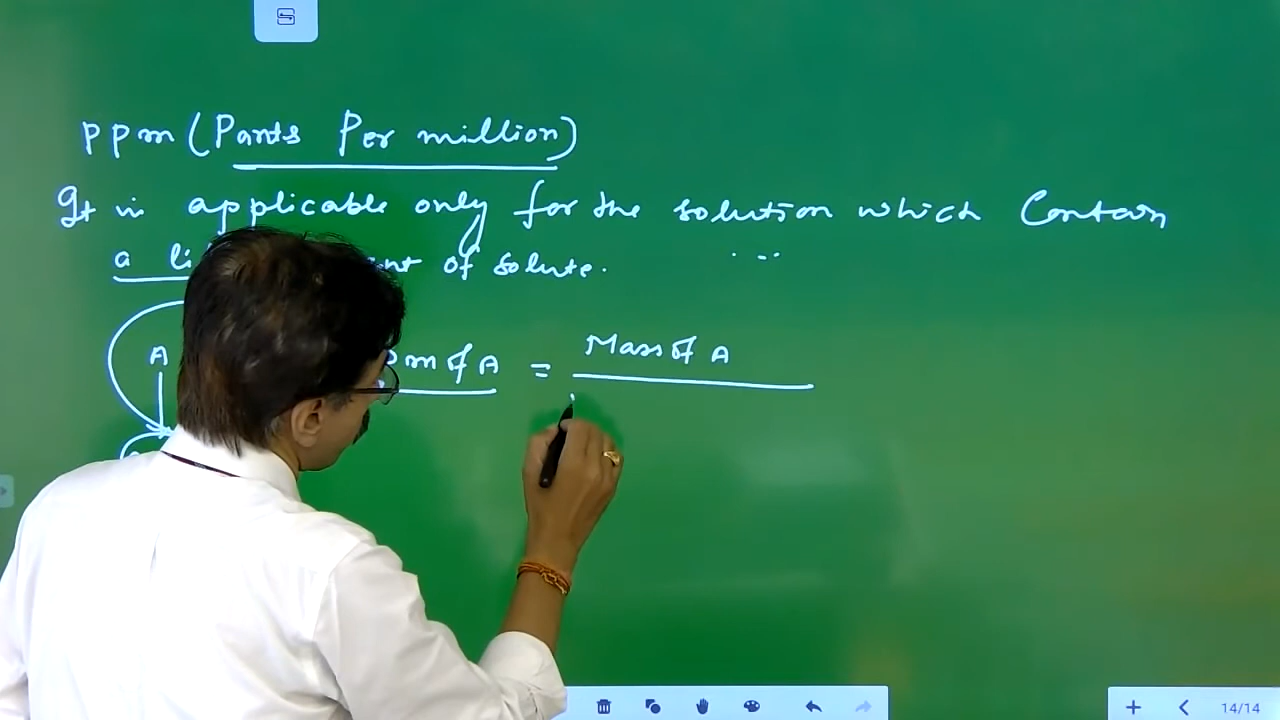 ppm (Parts Per million)
It is applicable only for the solution which Contain
a of solute.
A
of A = Mass of A
14/14